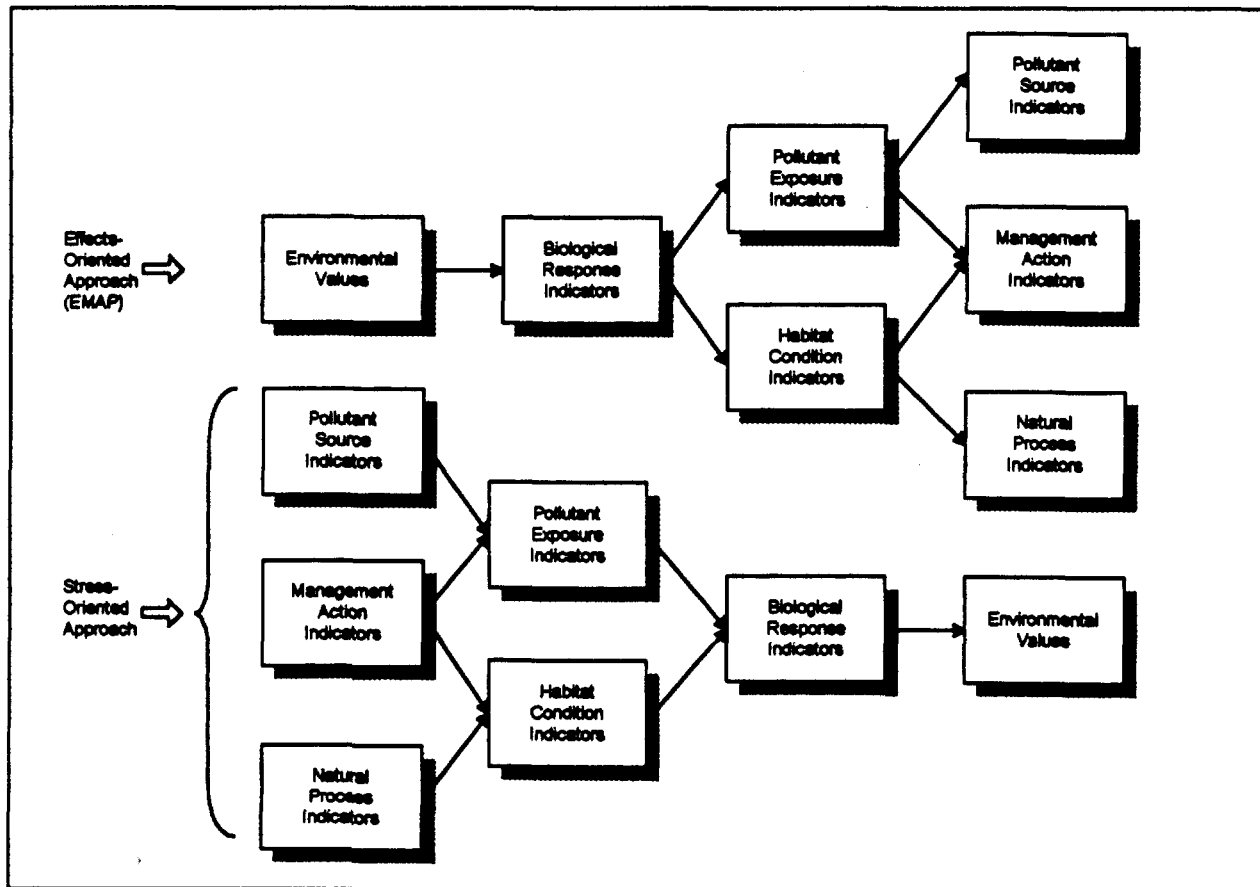 Effects-
Oriented
Approach
(EMAP)
Environmental
Values
Biological
Response
Indicators
Pollutant
Exposure
Indicators
Habitat
Condition
Indicators
Pollutant
Source
Indicators
Management
Action
Indicators
Natural
Process
Indicators
Stress-
Oriented
Approach
Pollutant
Source
Indicators
Management
Action
Indicators
Natural
Process
Indicators
Pollutant
Exposure
Indicators
Habitat
Condition
Indicators
Biological
Response
Indicators
Environmental
Values